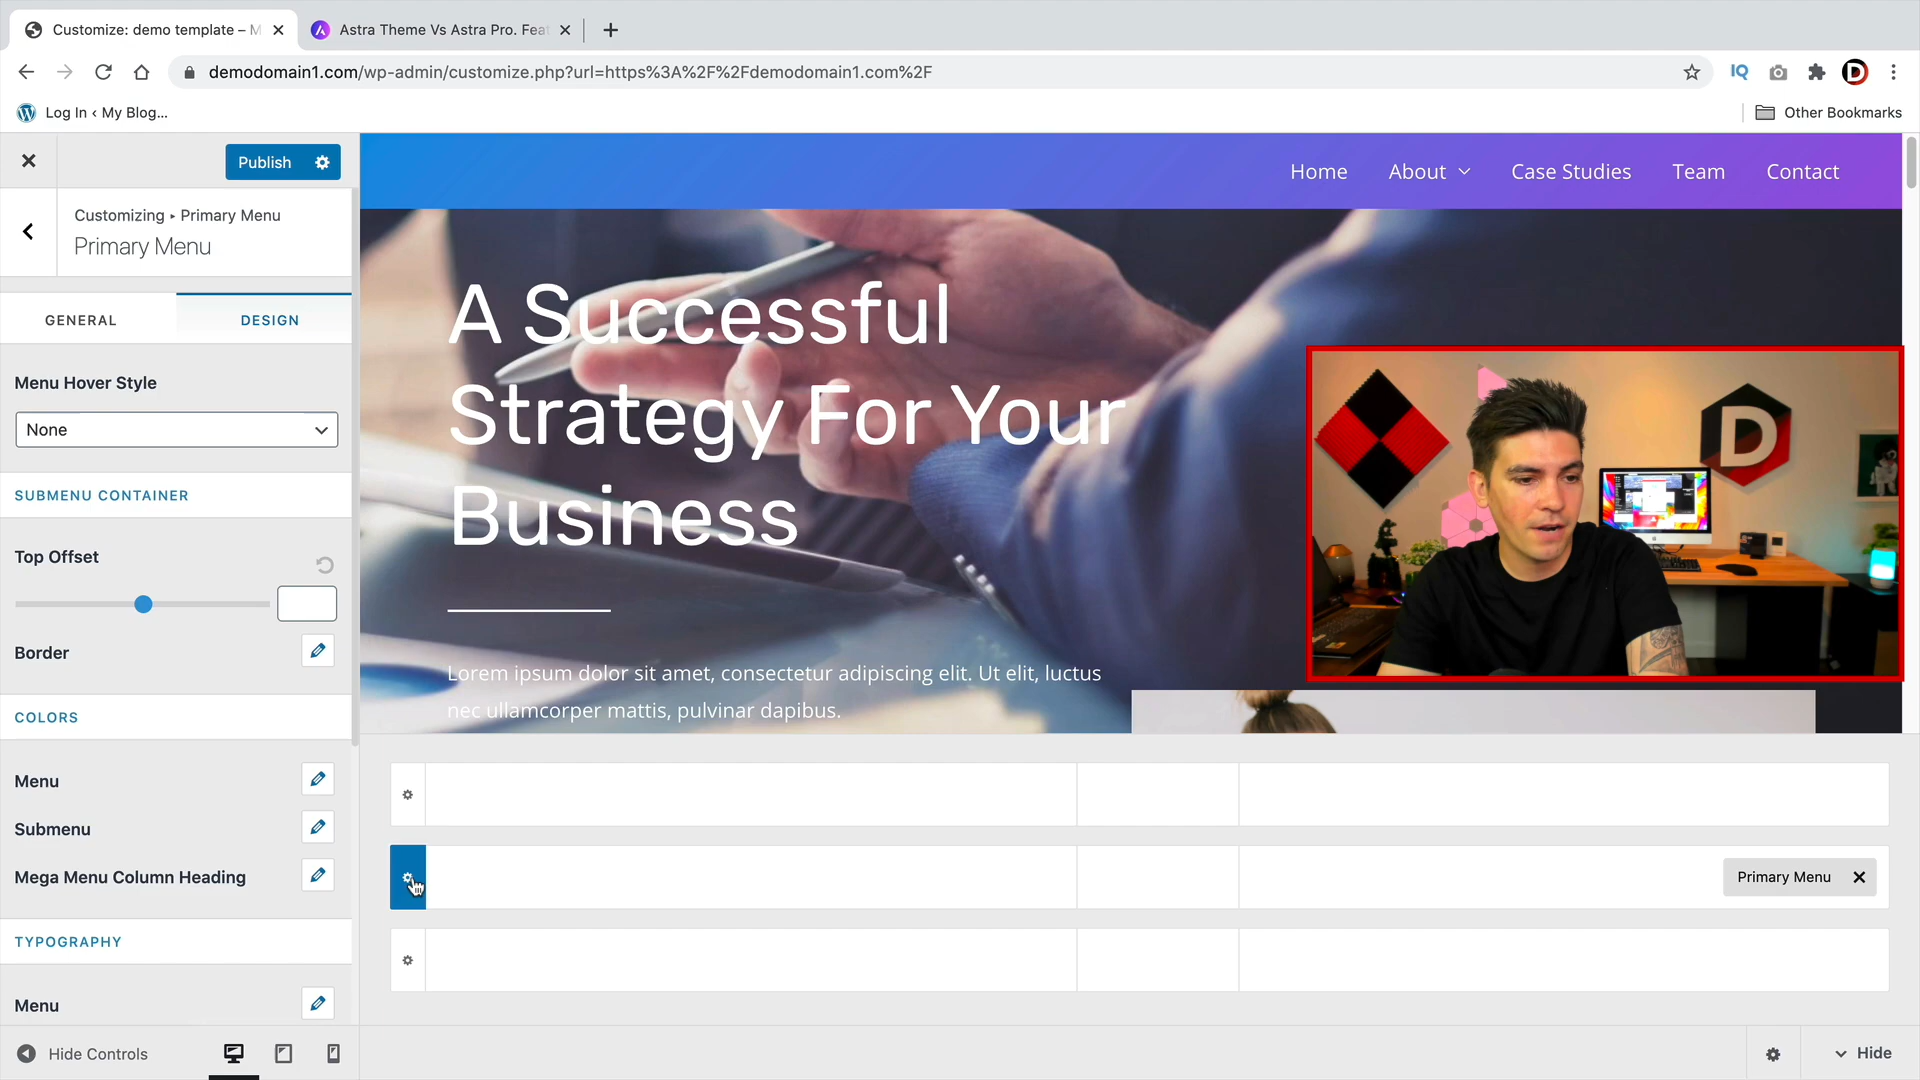 Customize: demo template – M
Astra Theme Vs Astra Pro. Feat
demodomain1.com/wp-admin/customize.php?url=https%3A%2F%2Fdemodomain1.com%2F
IQ
D
Log In ‹ My Blog...
Other Bookmarks
Publish
Customizing ▸ Primary Menu
Primary Menu
GENERAL
DESIGN
Menu Hover Style
None
SUBMENU CONTAINER
Top Offset
Border
COLORS
Menu
Submenu
Mega Menu Column Heading
TYPOGRAPHY
Menu
Hide Controls
Home
About
Case Studies
Team
Contact
A Successful
Strategy For Your
Business
Lorem ipsum dolor sit amet, consectetur adipiscing elit. Ut elit, luctus
nec ullamcorper mattis, pulvinar dapibus.
D
Primary Menu
Hide